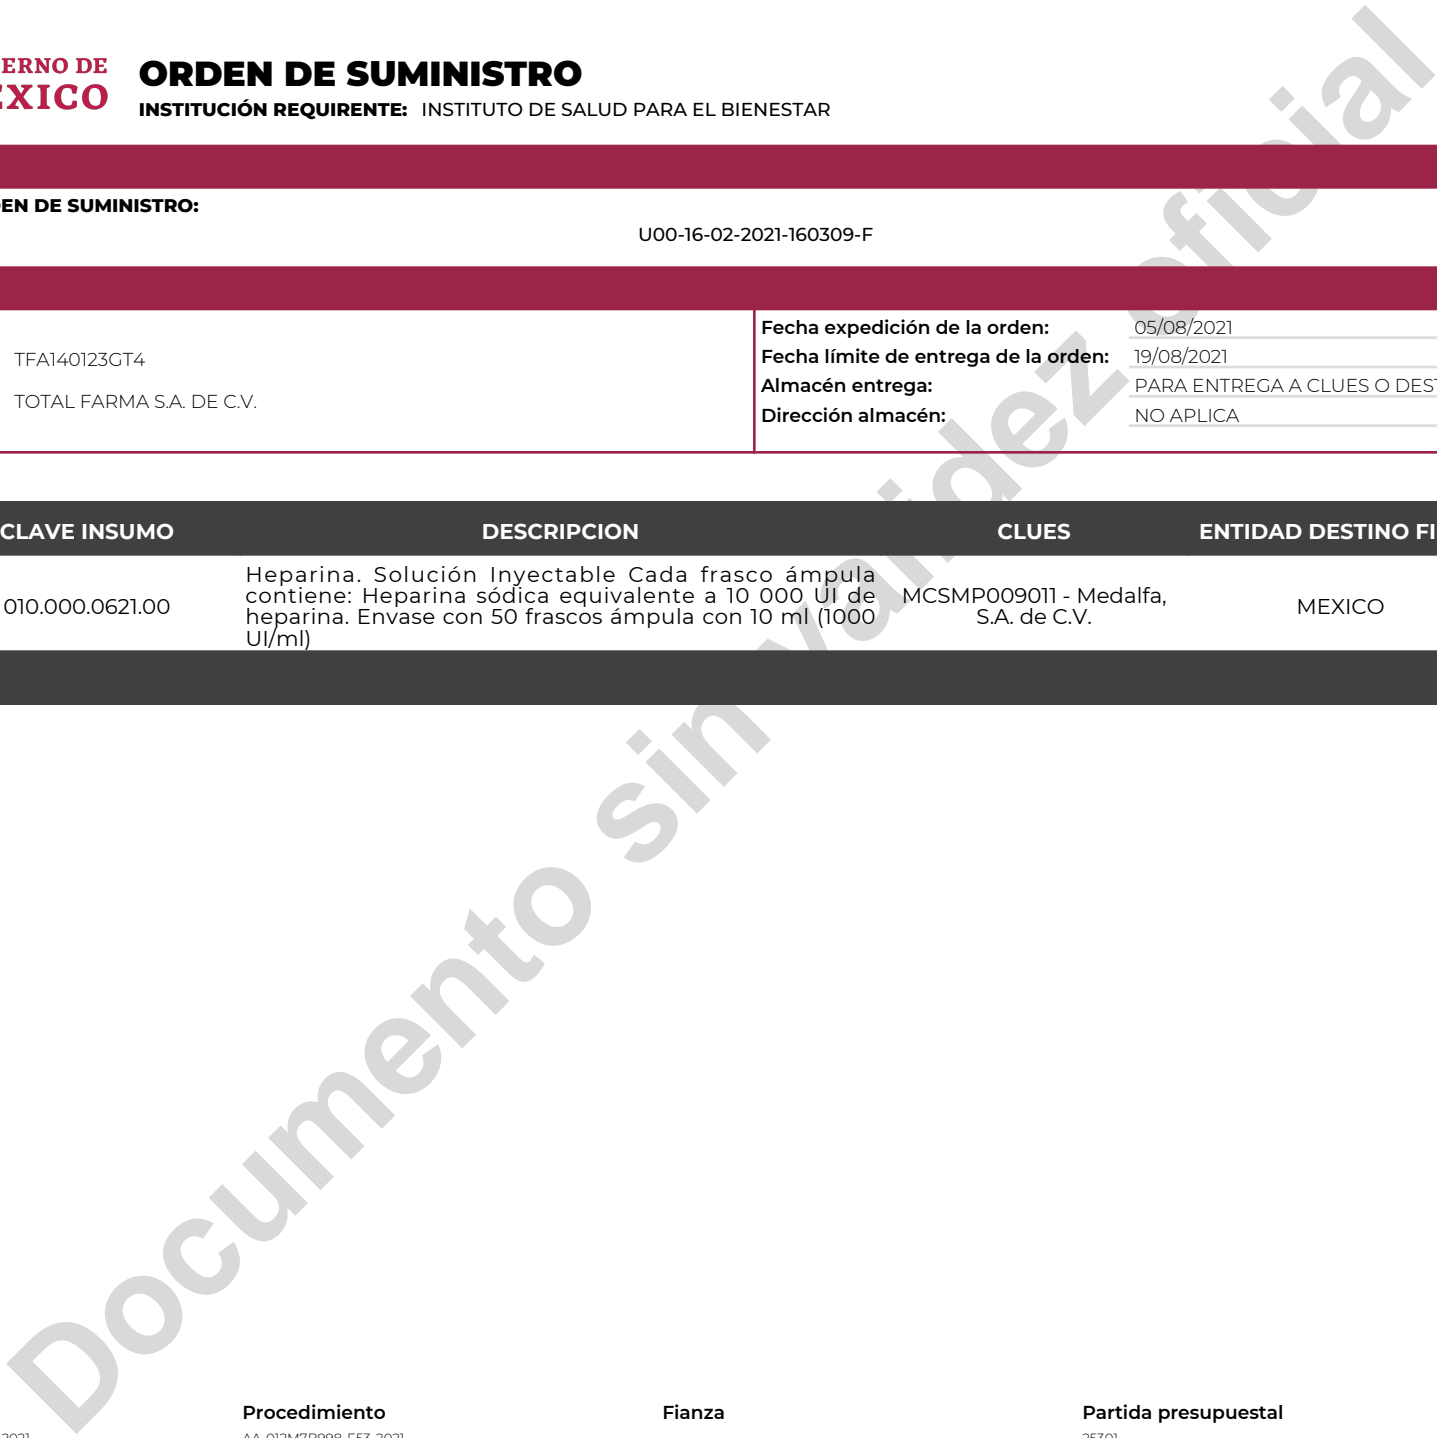 ERNO DE
EXICO
ORDEN DE SUMINISTRO
INSTITUCIÓN REQUIRENTE: INSTITUTO DE SALUD PARA EL BIENESTAR
EN DE SUMINISTRO:
U00-16-02-2021-160309-F
TFA140123GT4
TOTAL FARMA S.A. DE C.V.
Fecha expedición de la orden: 05/08/2021
Fecha límite de entrega de la orden: 19/08/2021
Almacén entrega: PARA ENTREGA A CLUES O DEST
Dirección almacén: NO APLICA
CLAVE INSUMO DESCRIPCION CLUES ENTIDAD DESTINO FI
010.000.0621.00
Heparina. Solución Inyectable Cada frasco ámpula
contiene: Heparina sódica equivalente a 10 000 UI de
heparina. Envase con 50 frascos ámpula con 10 ml (1000
UI/ml)
MCSMP009011 - Medalfa,
S.A. de C.V.
MEXICO
Documento sin validez oficial
Procedimiento Fianza Partida presupuestal